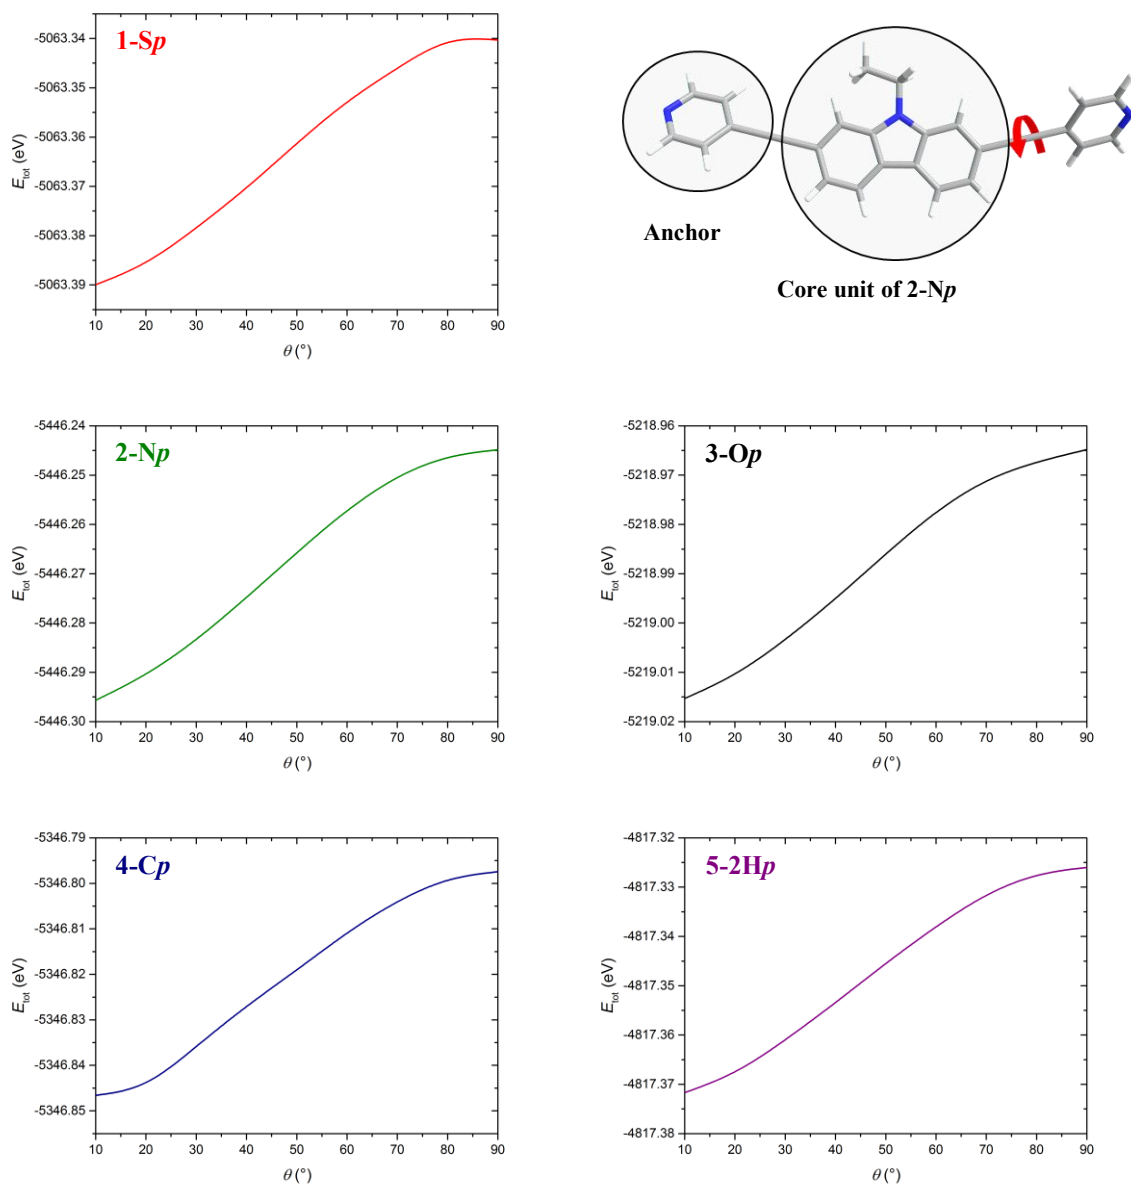 1-Sp
-5063.34
-5063.35
-5063.36
-5063.37
-5063.38
-5063.39
Etot (eV)
10 20 30 40 50 60 70 80 90
θ (°)
Anchor
Core unit of 2-Np
2-Np
-5446.24
-5446.25
-5446.26
-5446.27
-5446.28
-5446.29
-5446.30
Etot (eV)
10 20 30 40 50 60 70 80 90
θ (°)
3-Op
-5218.96
-5218.97
-5218.98
-5218.99
-5219.00
-5219.01
-5219.02
Etot (eV)
10 20 30 40 50 60 70 80 90
θ (°)
4-Cp
-5346.79
-5346.80
-5346.81
-5346.82
-5346.83
-5346.84
-5346.85
Etot (eV)
10 20 30 40 50 60 70 80 90
θ (°)
5-2Hp
-4817.32
-4817.33
-4817.34
-4817.35
-4817.36
-4817.37
-4817.38
Etot (eV)
10 20 30 40 50 60 70 80 90
θ (°)